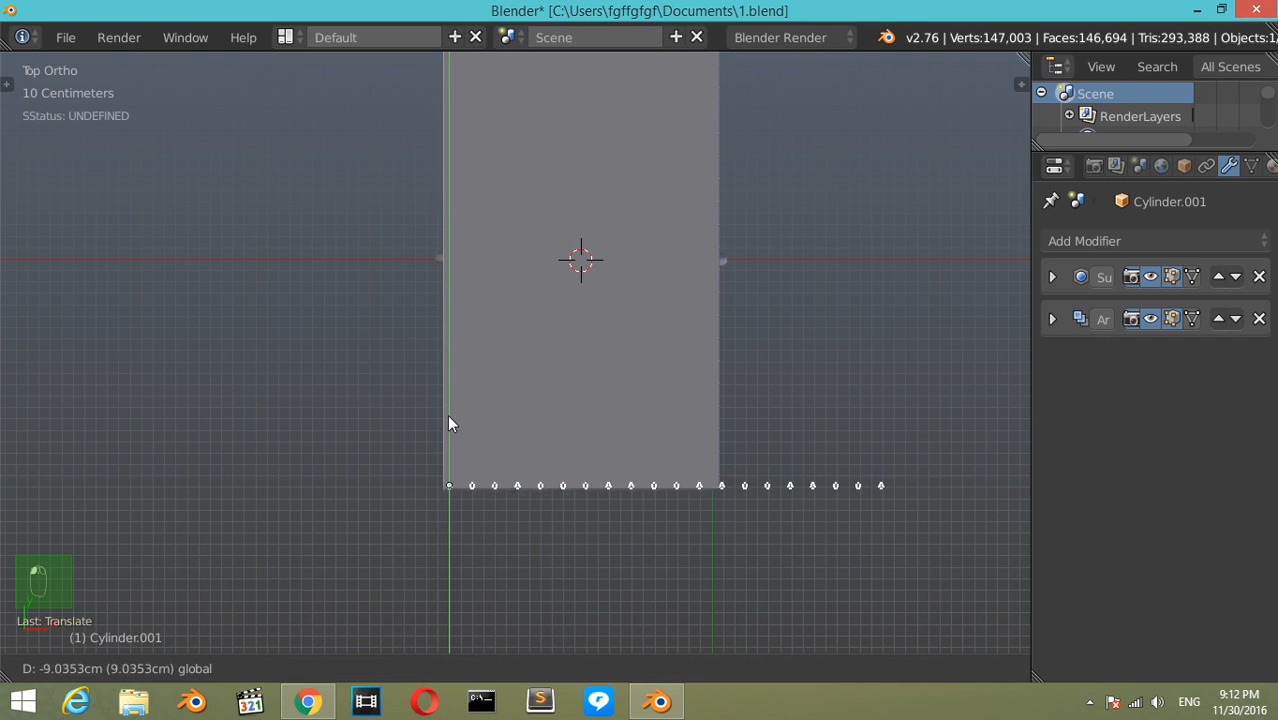 Blender* [C:\Users\fgffgfgf\Documents\1.blend]
File Render Window Help Default Scene Blender Render v2.76 | Verts:147,003 | Faces:146,694 | Tris:293,388 | Objects:1/
Top Ortho
10 Centimeters
SStatus: UNDEFINED
View Search All Scenes
Scene
RenderLayers
Cylinder.001
Add Modifier
Su
Ar
Last: Translate
(1) Cylinder.001
D: -9.0353cm (9.0353cm) global
321
ENG
9:12 PM
11/30/2016